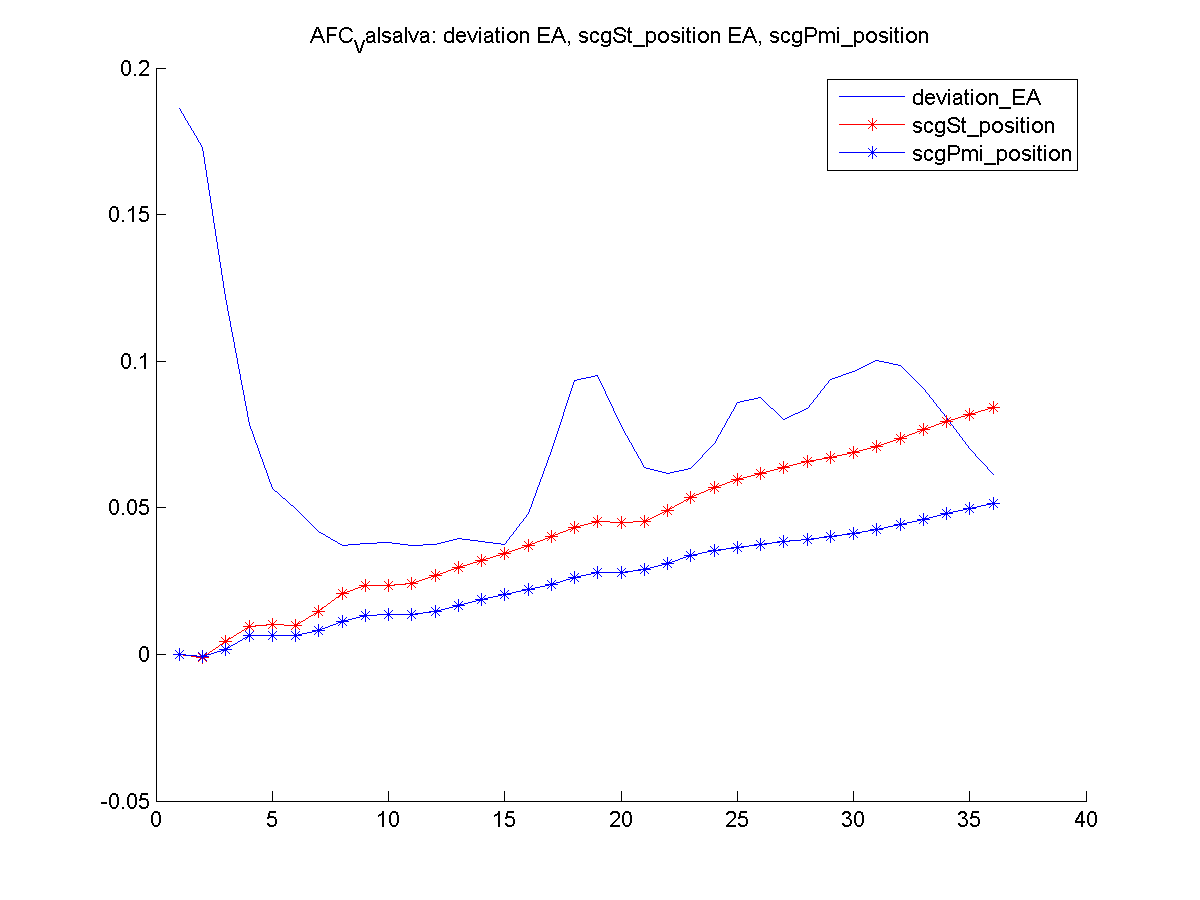 AFC_Valsalva: deviation EA, scgSt_position EA, scgPmi_position
0.2
deviation_EA
scgSt_position
scgPmi_position
0.15
0.1
0.05
0
-0.05
0 5 10 15 20 25 30 35 40